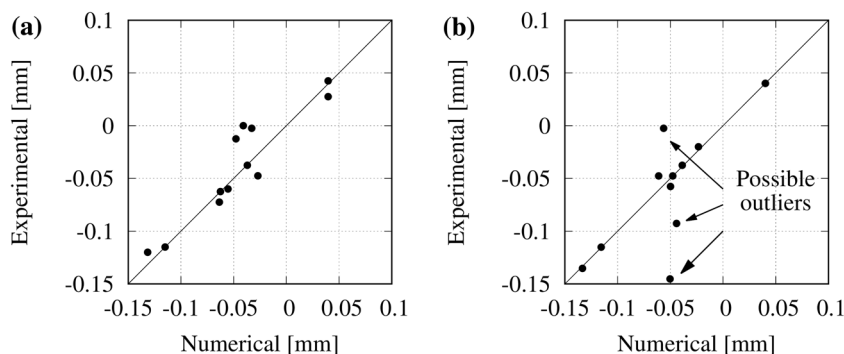 (a)
0.1
0.05
0
-0.05
-0.1
-0.15
Experimental [mm]
-0.15 -0.1 -0.05 0 0.05 0.1
Numerical [mm]
(b)
0.1
0.05
0
-0.05
-0.1
-0.15
Experimental [mm]
Possible
outliers
-0.15 -0.1 -0.05 0 0.05 0.1
Numerical [mm]